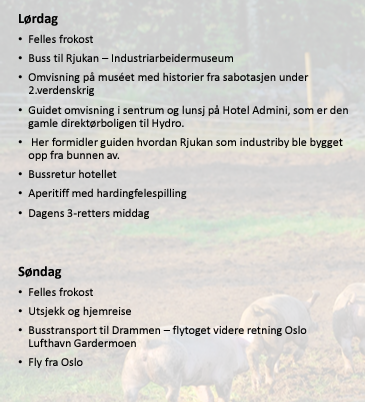 Lørdag
• Felles frokost
• Buss til Rjukan – Industriarbeidermuseum
• Omvisning på muséet med historier fra sabotasjen under
2.verdenskrig
• Guidet omvisning i sentrum og lunsj på Hotel Admini, som er den
gamle direktørboligen til Hydro.
• Her formidler guiden hvordan Rjukan som industriby ble bygget
opp fra bunnen av.
• Bussretur hotellet
• Aperitiff med hardingfelespilling
• Dagens 3-retters middag
Søndag
• Felles frokost
• Utsjekk og hjemreise
• Busstransport til Drammen – flytoget videre retning Oslo
Lufthavn Gardermoen
• Fly fra Oslo